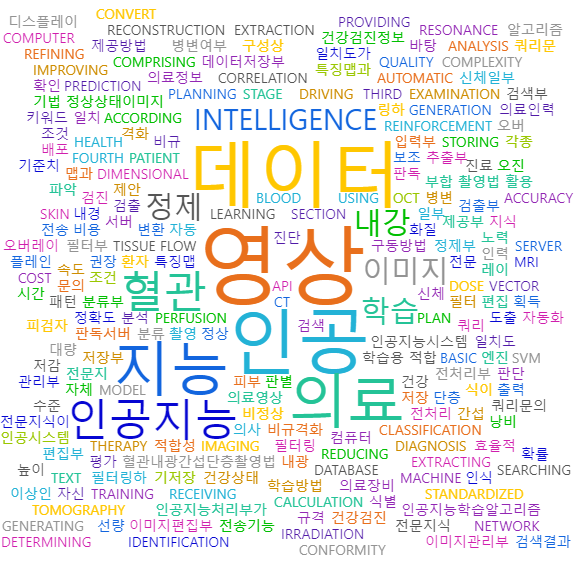 CONVERT
디스플레이 RECONSTRUCTION EXTRACTION 건강검진정보 PROVIDING RESONANCE 알고리즘
COMPUTER 제공방법 병변여부 구성상 일치도가 바탕 ANALYSIS 쿼리문
REFINING COMPRISING 데이터저장부 특징맵과 QUALITY COMPLEXITY
IMPROVING 의료정보 CORRELATION AUTOMATIC 신체일부
확인 PREDICTION PLANNING STAGE DRIVING THIRD EXAMINATION 검색부
기법 정상상태이미지 INTELLIGENCE 링하 GENERATION 의료인력
키워드 일치 ACCORDING REINFORCEMENT 오버
조것 격화 데이터 입력부 STORING 각종
배포 HEALTH 비규 보조 추출부 진료 오진
기준치 FOURTH PATIENT 판독 부합 촬영법 활용
맵과 DIMENSIONAL BLOOD USING OCT 병변 ACCURACY
파악 검진 제안 정제 내강 일부 검출부
SKIN 내경 검출 LEARNING SECTION 화질 제공부 지식
전송 비용 서버 변환 자동 영상 구동방법 정제부 노력
오버레이 필터부 TISSUE FLOW 진단 이미지 전문 인력 SERVER
플레인 권장 환자 특징맵 혈관 레이 MRI
COST 속도 조건 API 신체 DOSE VECTOR
시간 문의 인공 학습 필터 편집 획득
패턴 분류부 CT PLAN 도출 자동화
정확도 분석 PERFUSION 검색 쿼리
피검자 판독서버 분류 촬영 정상 인공지능시스템 일치도
대량 지능 학습용 적합 BASIC 엔진 SVM
저감 저장부 전문지 의료 전처리부 판단
관리부 자체 MODEL 피부 판별 건강 저장 단층 식이 출력
수준 인공지능 의료영상 전처리 간섭 쿼리문의
전문지식이 비정상 낭비
인공시스템 의사 비규격화 컴퓨터 CLASSIFICATION
편집부 THERAPY 적합성 IMAGING 필터링 DIAGNOSIS 효율적
높이 평가 혈관내광간섭단층촬영법 내광 REDUCING EXTRACTING 확률
TEXT 필터링하 기저장 건강상태 DATABASE MACHINE 인식 SEARCHING
이상인 자신 TRAINING 학습방법 의료장비 STANDARDIZED
TOMOGRAPHY RECEIVING CALCULATION 식별
인공지능처리부가 규격 건강검진 인공지능학습알고리즘
GENERATING 선량 이미지편집부 전송기능 전문지식 NETWORK
IRRADIATION
DETERMINING IDENTIFICATION 이미지관리부 검색결과
CONFORMITY